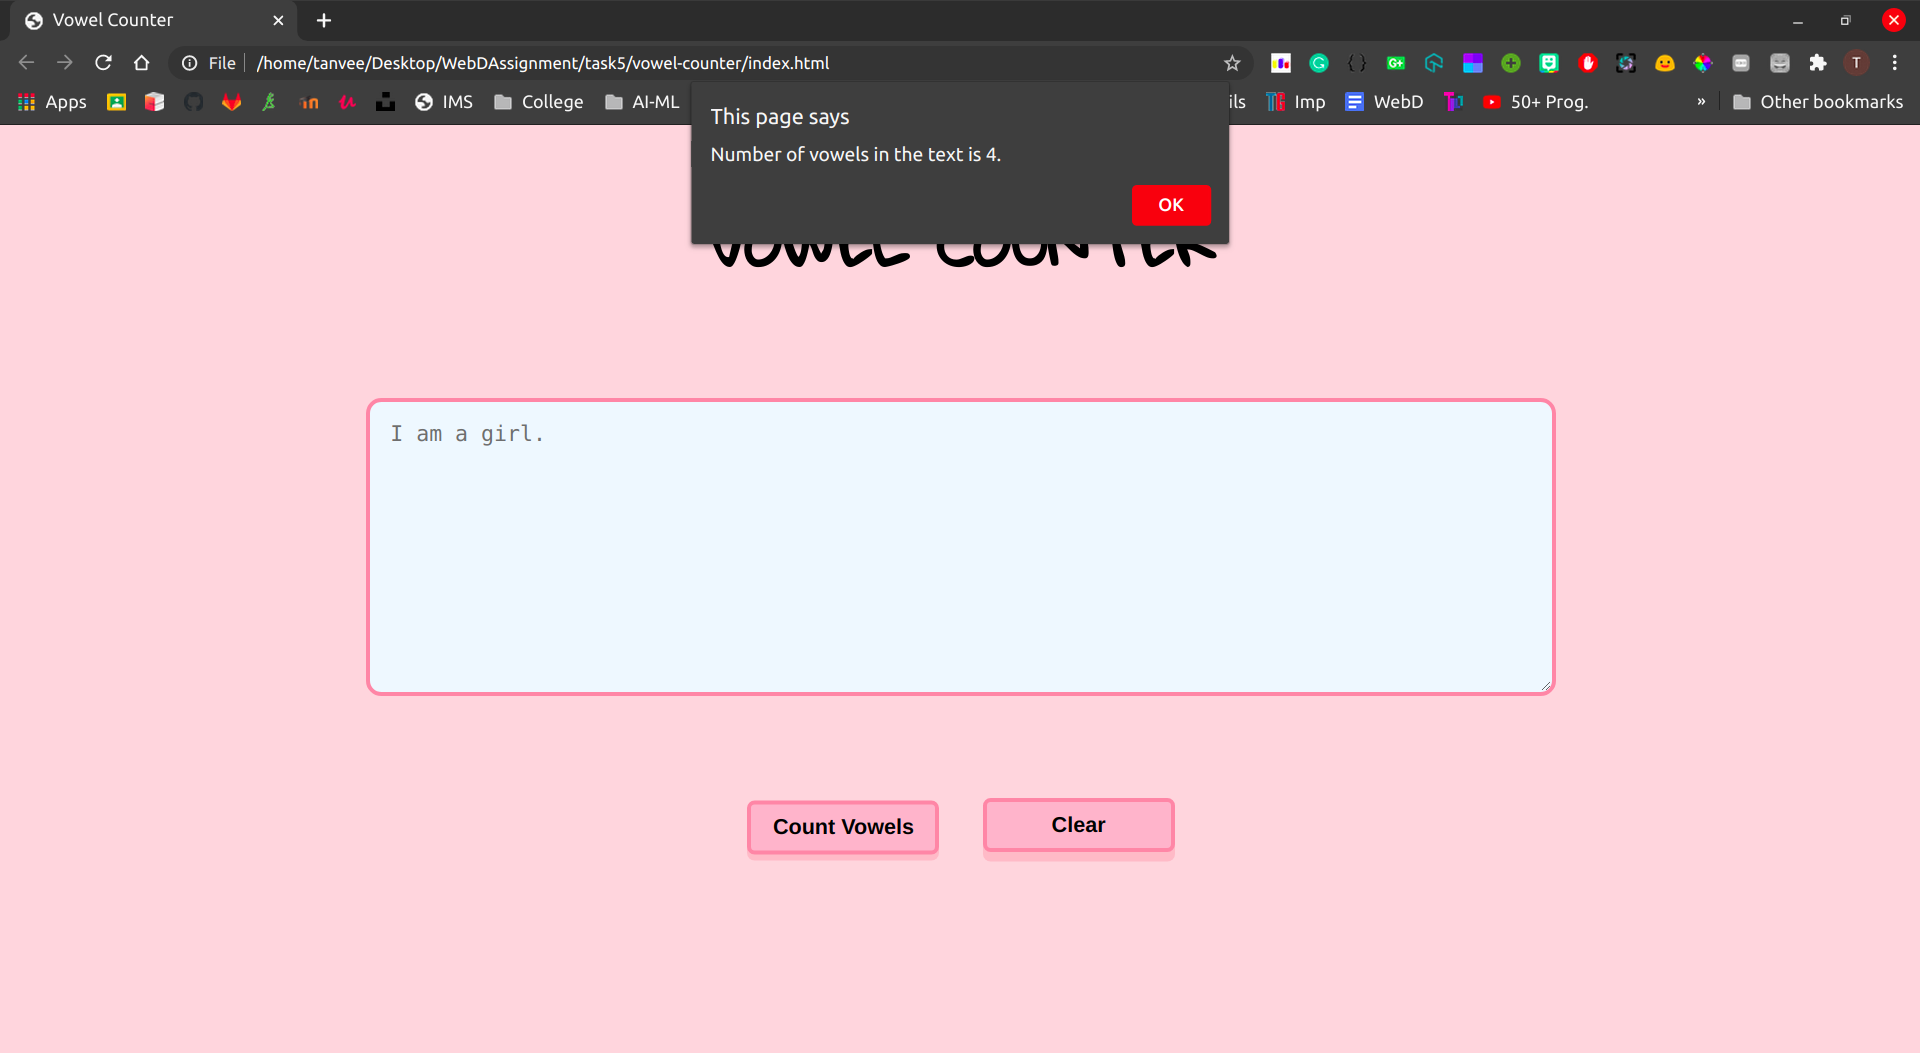 Vowel Counter
File /home/tanvee/Desktop/WebDAssignment/task5/vowel-counter/index.html
T
Apps IMS College AI-ML ils Imp WebD 50+ Prog. » Other bookmarks
This page says
Number of vowels in the text is 4.
OK
VOWEL COUNTER
I am a girl.
Count Vowels Clear